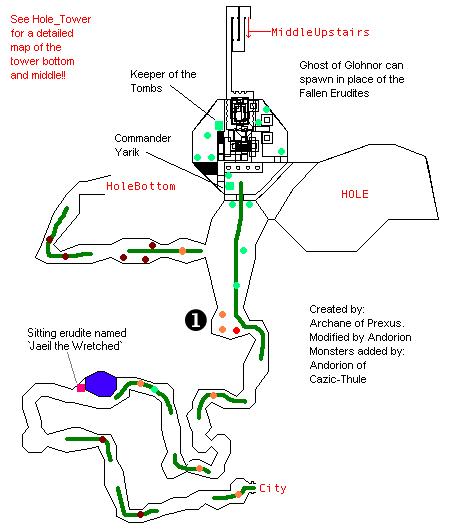 See Hole_Tower
for a detailed
map of the
tower bottom
and middle!!
MiddleUpstairs
Keeper of the
Tombs
Ghost of Glohnor can
spawn in place of the
Fallen Erudites
Commander
Yarik
HoleBottom
HOLE
1
Created by:
Archane of Prexus.
Modified by Andorion
Monsters added by:
Andorion of
Cazic-Thule
Sitting erudite named
`Jaeil the Wretched`
City